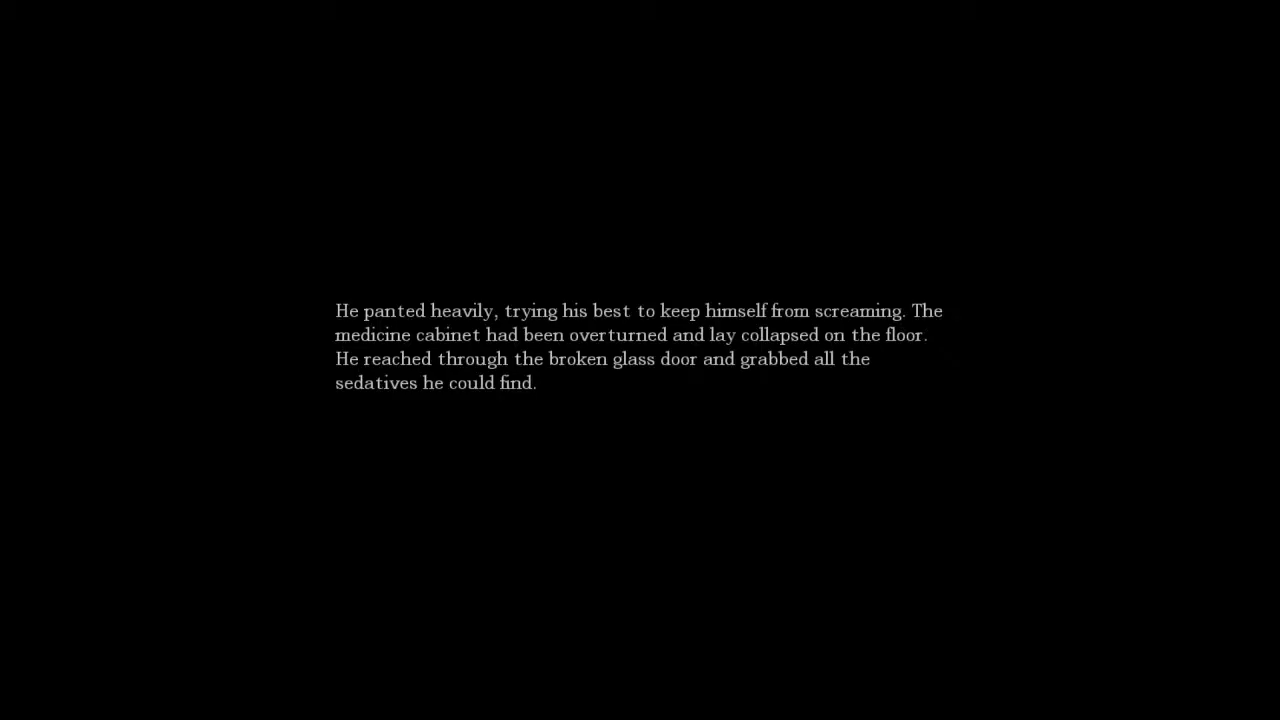 He panted heavily, trying his best to keep himself from screaming. The
medicine cabinet had been overturned and lay collapsed on the floor.
He reached through the broken glass door and grabbed all the
sedatives he could find.